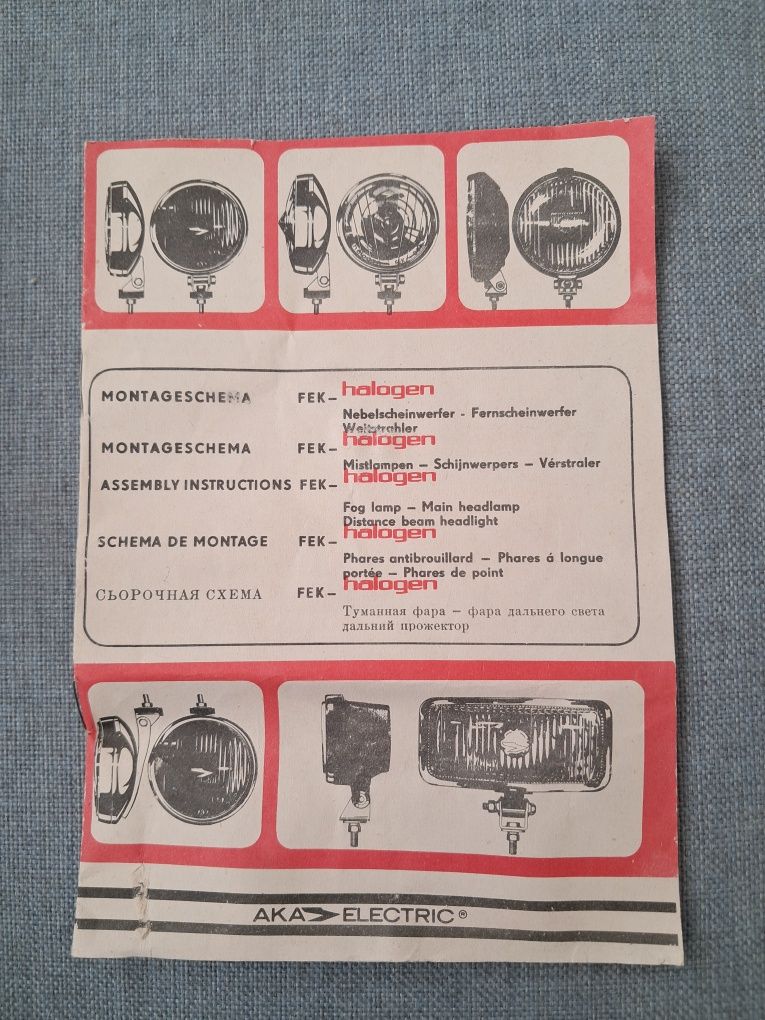 MONTAGESCHEMA FEK– halogen
Nebelscheinwerfer - Fernscheinwerfer
Weitstrahler
MONTAGESCHEMA FEK– halogen
Mistlampen – Schijnwerpers – Vérstraler
ASSEMBLY INSTRUCTIONS FEK– halogen
Fog lamp – Main headlamp
Distance beam headlight
SCHEMA DE MONTAGE FEK– halogen
Phares antibrouillard – Phares á longue
portée – Phares de point
СЬОРОЧНАЯ СХЕМА FEK– halogen
Туманная фара – фара дальнего света
дальний прожектор
AKA ELECTRIC®